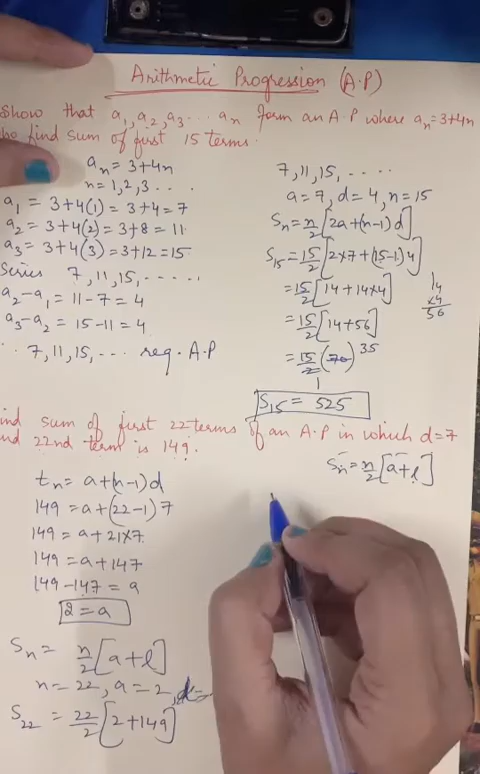 Arithmetic Progression (A.P)
Show that a₁, a₂, a₃ ... aₙ form an A.P where aₙ = 3+4n
find sum of first 15 terms.
aₙ = 3+4n
n = 1, 2, 3 ...
a₁ = 3+4(1) = 3+4 = 7
a₂ = 3+4(2) = 3+8 = 11
a₃ = 3+4(3) = 3+12 = 15
Series 7, 11, 15, .....
a₂-a₁ = 11-7 = 4
a₃-a₂ = 15-11 = 4
7, 11, 15, ... req. A.P
7, 11, 15, .....
a = 7, d = 4, n = 15
Sₙ = n/2 [2a+(n-1)d]
S₁₅ = 15/2 [2×7+(15-1)4]
= 15/2 [14+14×4]
14
×4
56
= 15/2 [14+56]
= 15/2 (70) 35
1
S₁₅ = 525
ind sum of first 22 terms of an A.P in which d=7
nd 22nd term is 149.
tₙ = a+(n-1)d
149 = a+(22-1)7
149 = a+21×7
149 = a+147
149-147 = a
2 = a
Sₙ = n/2 [a+l]
n = 22, a = 2,
S₂₂ = 22/2 [2+149]
Sₙ = n/2 [a+l]